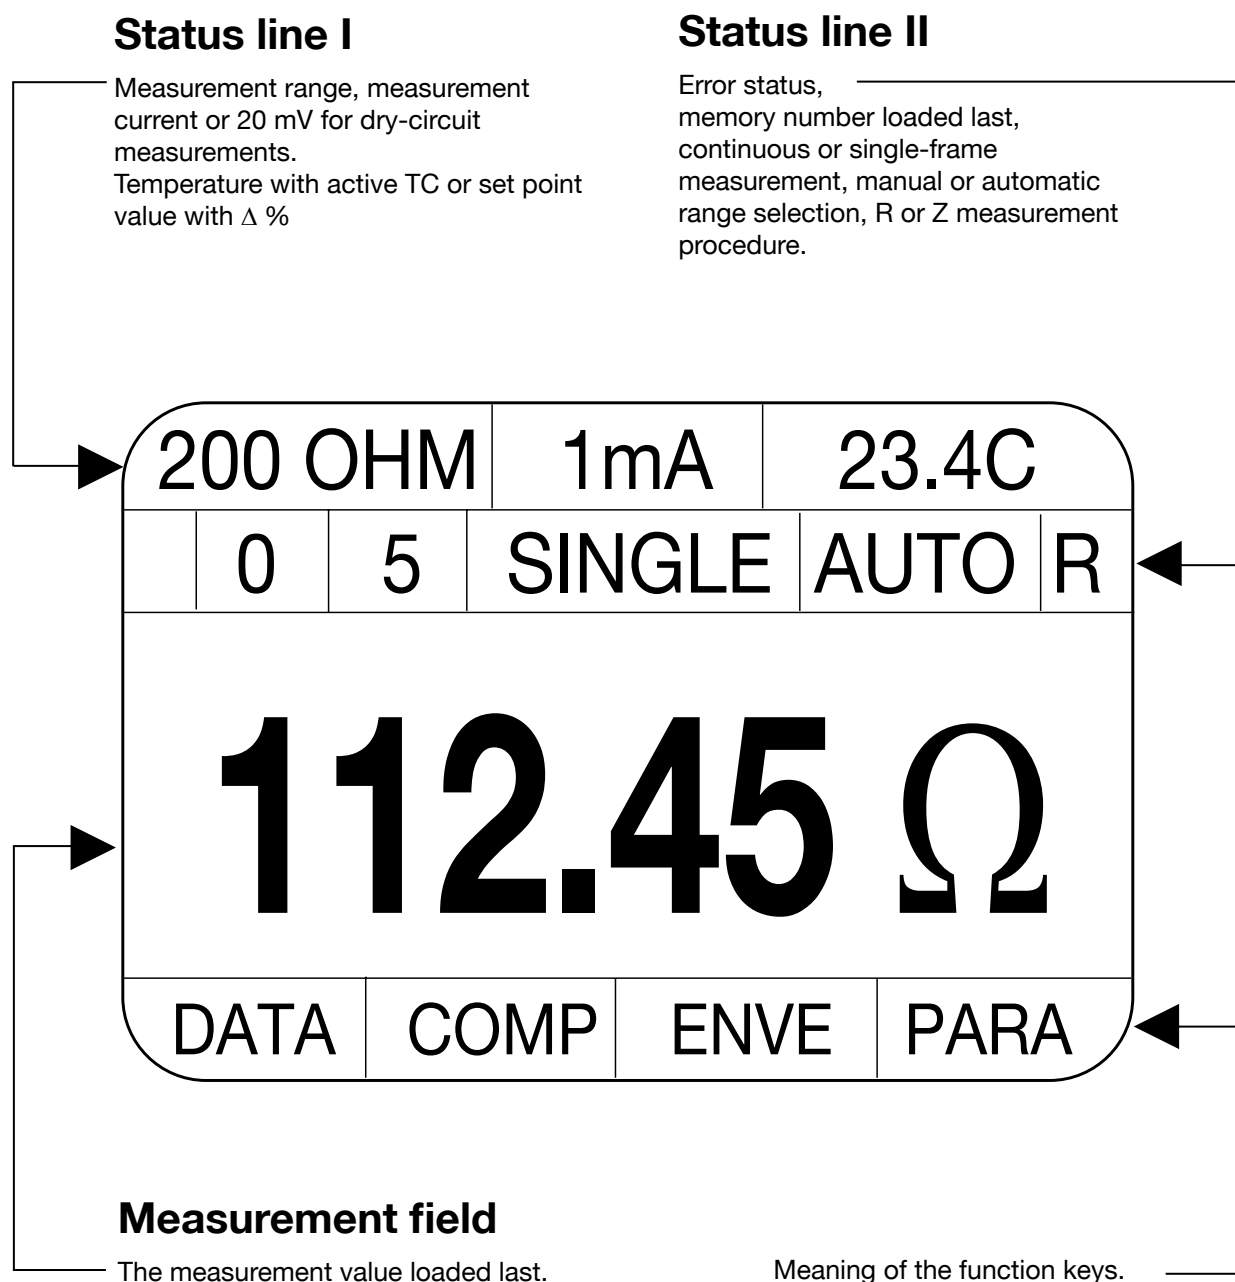 Status line I
Measurement range, measurement
current or 20 mV for dry-circuit
measurements.
Temperature with active TC or set point
value with Δ %
Status line II
Error status,
memory number loaded last,
continuous or single-frame
measurement, manual or automatic
range selection, R or Z measurement
procedure.
200 OHM 1mA 23.4C
0 5 SINGLE AUTO R
112.45 Ω
DATA COMP ENVE PARA
Measurement field
The measurement value loaded last.
Meaning of the function keys.